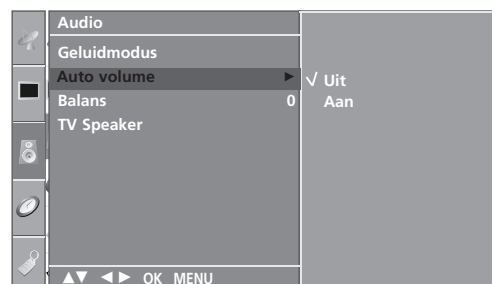 Audio
Geluidmodus
Auto volume ► √ Uit
Balans 0 Aan
TV Speaker
▲▼ ◄► OK MENU